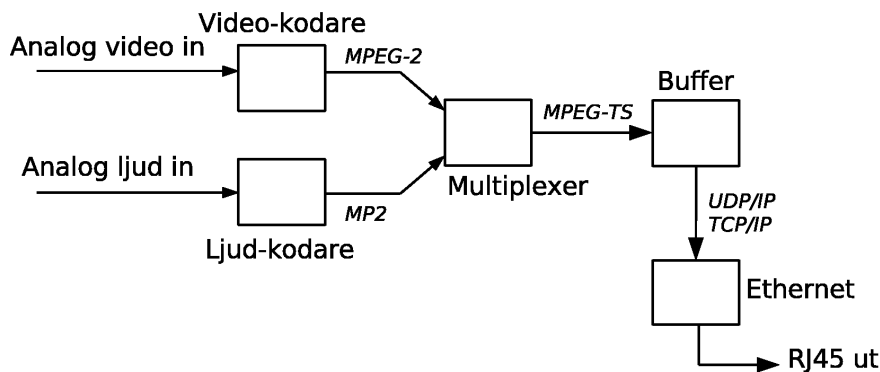 Video-kodare
Analog video in
MPEG-2
Buffer
MPEG-TS
Analog ljud in
Multiplexer
MP2
UDP/IP
TCP/IP
Ljud-kodare
Ethernet
RJ45 ut